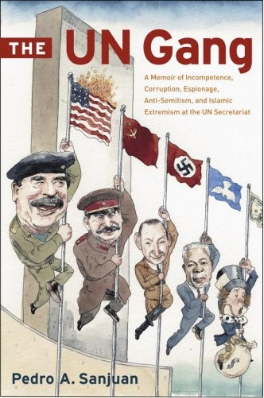 THE UN Gang
A Memoir of Incompetence,
Corruption, Espionage,
Anti-Semitism, and Islamic
Extremism at the UN Secretariat
Pedro A. Sanjuan